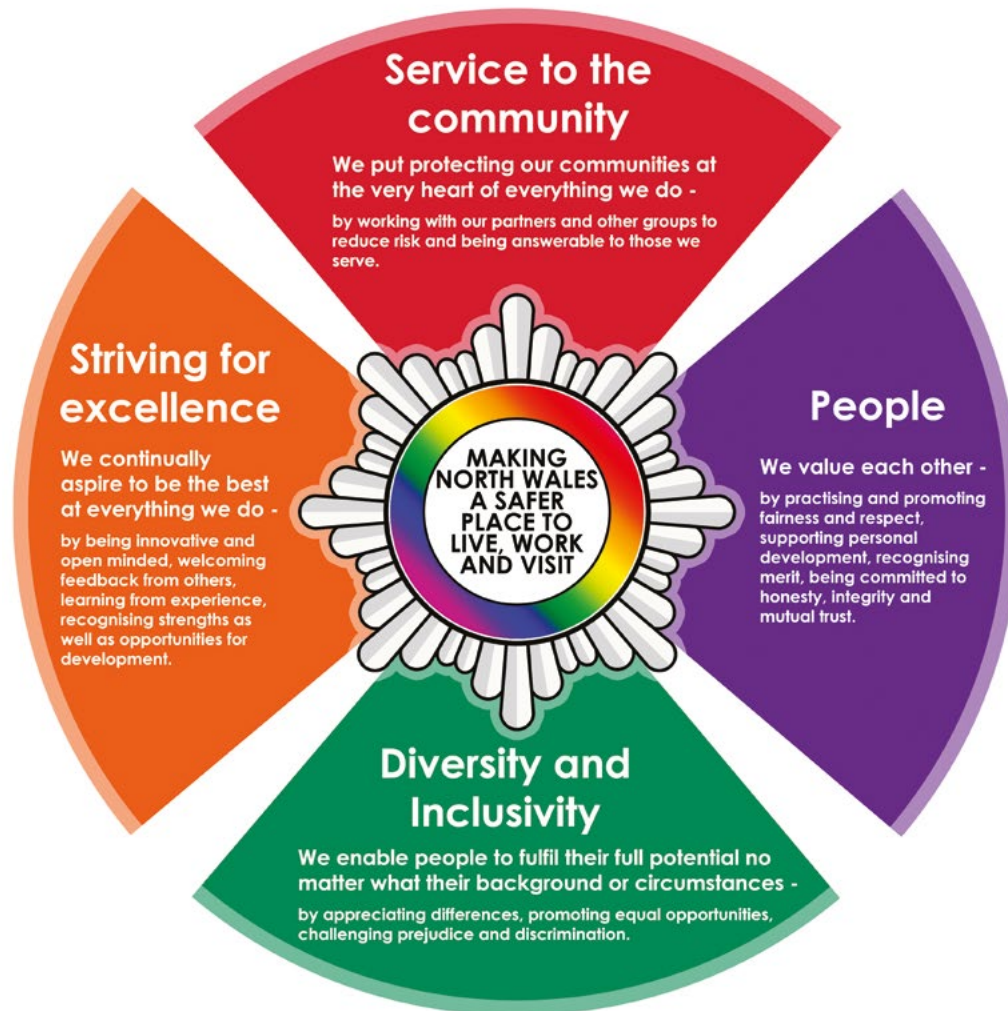 Service to the
community
We put protecting our communities at
the very heart of everything we do -
by working with our partners and other groups to
reduce risk and being answerable to those we
serve.
Striving for
excellence
We continually
aspire to be the best
at everything we do -
by being innovative and
open minded, welcoming
feedback from others,
learning from experience,
recognising strengths as
well as opportunities for
development.
MAKING
NORTH WALES
A SAFER
PLACE TO
LIVE, WORK
AND VISIT
People
We value each other -
by practising and promoting
fairness and respect,
supporting personal
development, recognising
merit, being committed to
honesty, integrity and
mutual trust.
Diversity and
Inclusivity
We enable people to fulfil their full potential no
matter what their background or circumstances -
by appreciating differences, promoting equal opportunities,
challenging prejudice and discrimination.